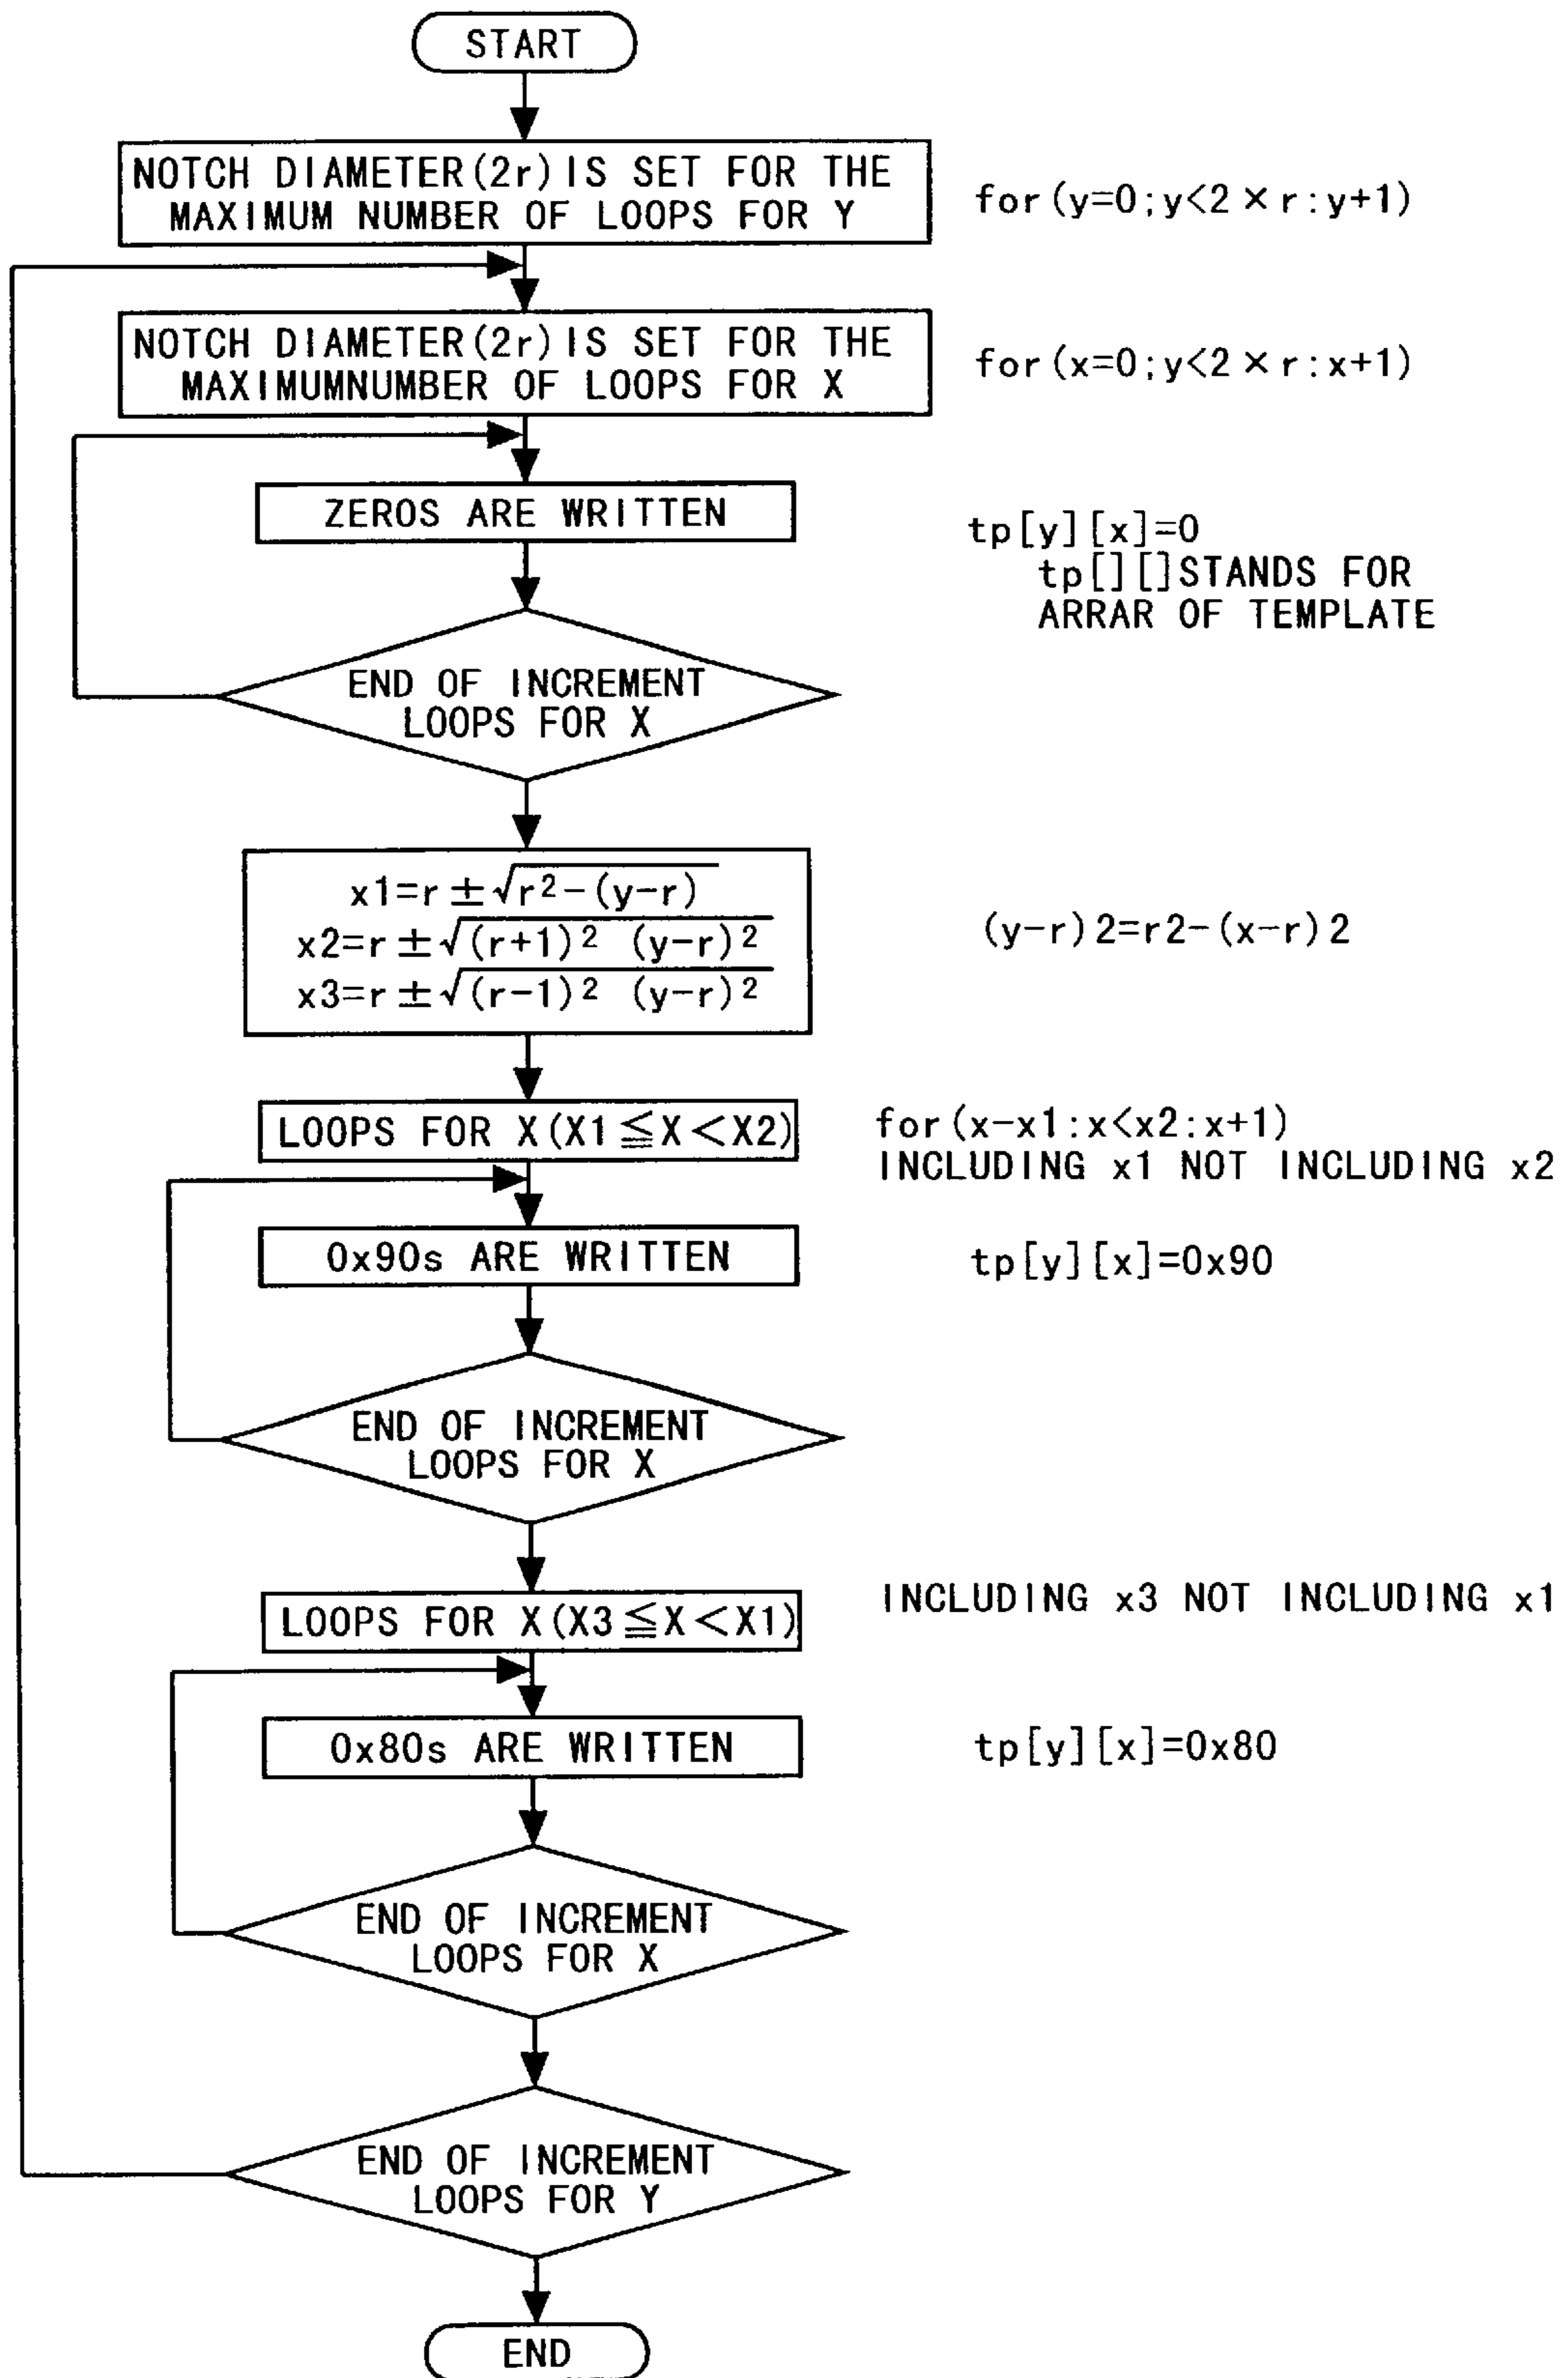 START
NOTCH DIAMETER(2r)IS SET FOR THE
MAXIMUM NUMBER OF LOOPS FOR Y
for(y=0;y<2×r:y+1)
NOTCH DIAMETER(2r)IS SET FOR THE
MAXIMUMNUMBER OF LOOPS FOR X
for(x=0;y<2×r:x+1)
ZEROS ARE WRITTEN
tp[y][x]=0
tp[][]STANDS FOR
ARRAR OF TEMPLATE
END OF INCREMENT
LOOPS FOR X
x1=r±√r²-(y-r)
x2=r±√(r+1)² (y-r)²
x3=r±√(r-1)² (y-r)²
(y-r)2=r2-(x-r)2
LOOPS FOR X(X1≦X<X2)
for(x-x1:x<x2:x+1)
INCLUDING x1 NOT INCLUDING x2
0x90s ARE WRITTEN
tp[y][x]=0x90
END OF INCREMENT
LOOPS FOR X
LOOPS FOR X(X3≦X<X1)
INCLUDING x3 NOT INCLUDING x1
0x80s ARE WRITTEN
tp[y][x]=0x80
END OF INCREMENT
LOOPS FOR X
END OF INCREMENT
LOOPS FOR Y
END